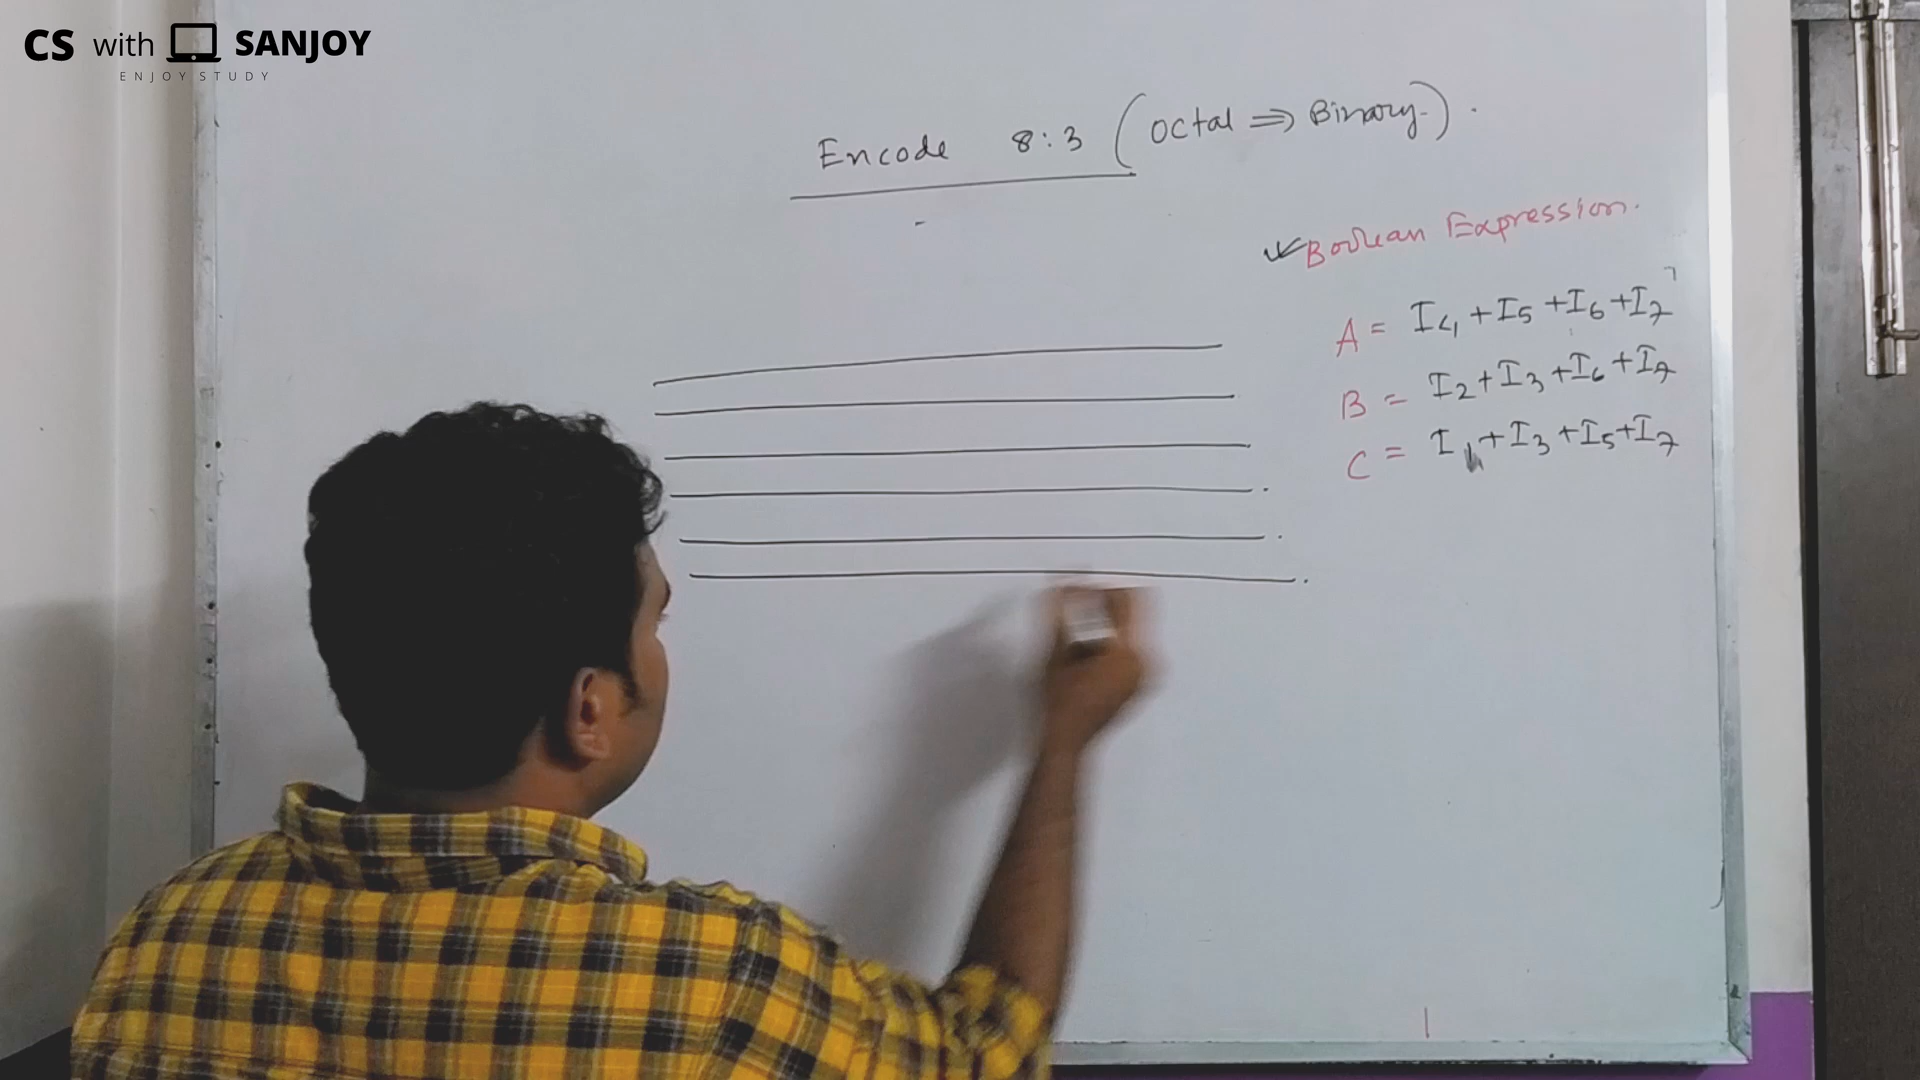 CS with SANJOY
ENJOY STUDY
Encode 8:3 (Octal ⇒ Binary).
Boolean Expression.
A = I4 + I5 + I6 + I7
B = I2 + I3 + I6 + I7
C = I1 + I3 + I5 + I7